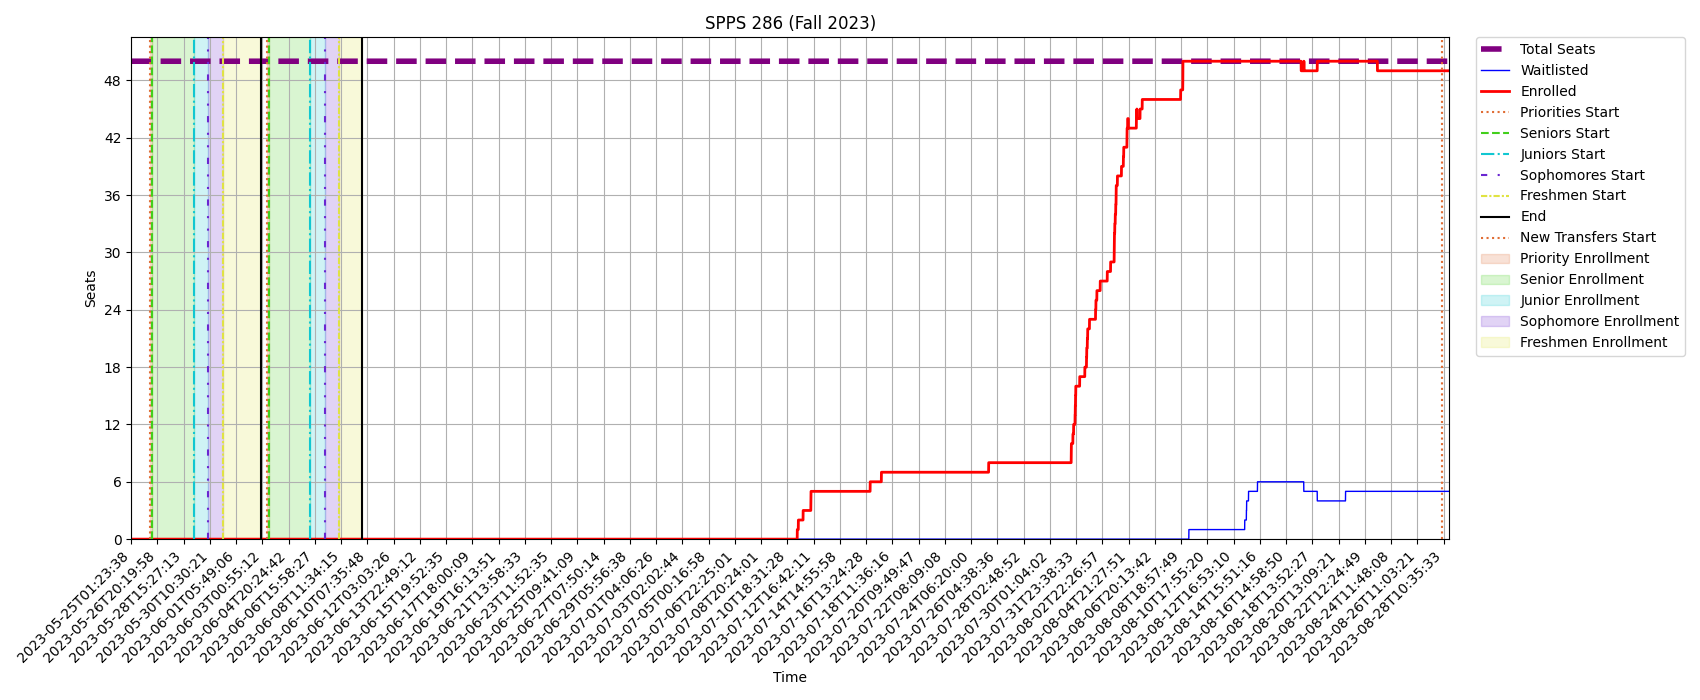 SPPS 286 (Fall 2023)
Total Seats
Waitlisted
Enrolled
Priorities Start
Seniors Start
Juniors Start
Sophomores Start
Freshmen Start
End
New Transfers Start
Priority Enrollment
Senior Enrollment
Junior Enrollment
Sophomore Enrollment
Freshmen Enrollment
Seats
48
42
36
30
24
18
12
6
0
2023-05-25T01:23:38
2023-05-26T20:19:58
2023-05-28T15:27:13
2023-05-30T10:30:21
2023-06-01T05:49:06
2023-06-03T00:55:12
2023-06-04T20:24:42
2023-06-06T15:58:27
2023-06-08T11:34:15
2023-06-10T07:35:48
2023-06-12T03:03:26
2023-06-13T22:49:12
2023-06-15T19:52:35
2023-06-17T18:00:09
2023-06-19T16:13:51
2023-06-21T13:58:33
2023-06-23T11:52:35
2023-06-25T09:41:09
2023-06-27T07:50:14
2023-06-29T05:56:38
2023-07-01T04:06:26
2023-07-03T02:02:44
2023-07-05T00:16:58
2023-07-06T22:25:01
2023-07-08T20:24:01
2023-07-10T18:31:28
2023-07-12T16:42:11
2023-07-14T14:55:58
2023-07-16T13:24:28
2023-07-18T11:36:16
2023-07-20T09:49:47
2023-07-22T08:09:08
2023-07-24T06:20:00
2023-07-26T04:38:36
2023-07-28T02:48:52
2023-07-30T01:04:02
2023-07-31T23:38:33
2023-08-02T22:26:57
2023-08-04T21:27:51
2023-08-06T20:13:42
2023-08-08T18:57:49
2023-08-10T17:55:20
2023-08-12T16:53:10
2023-08-14T15:51:16
2023-08-16T14:58:50
2023-08-18T13:52:27
2023-08-20T13:09:21
2023-08-22T12:24:49
2023-08-24T11:48:08
2023-08-26T11:03:21
2023-08-28T10:35:33
Time